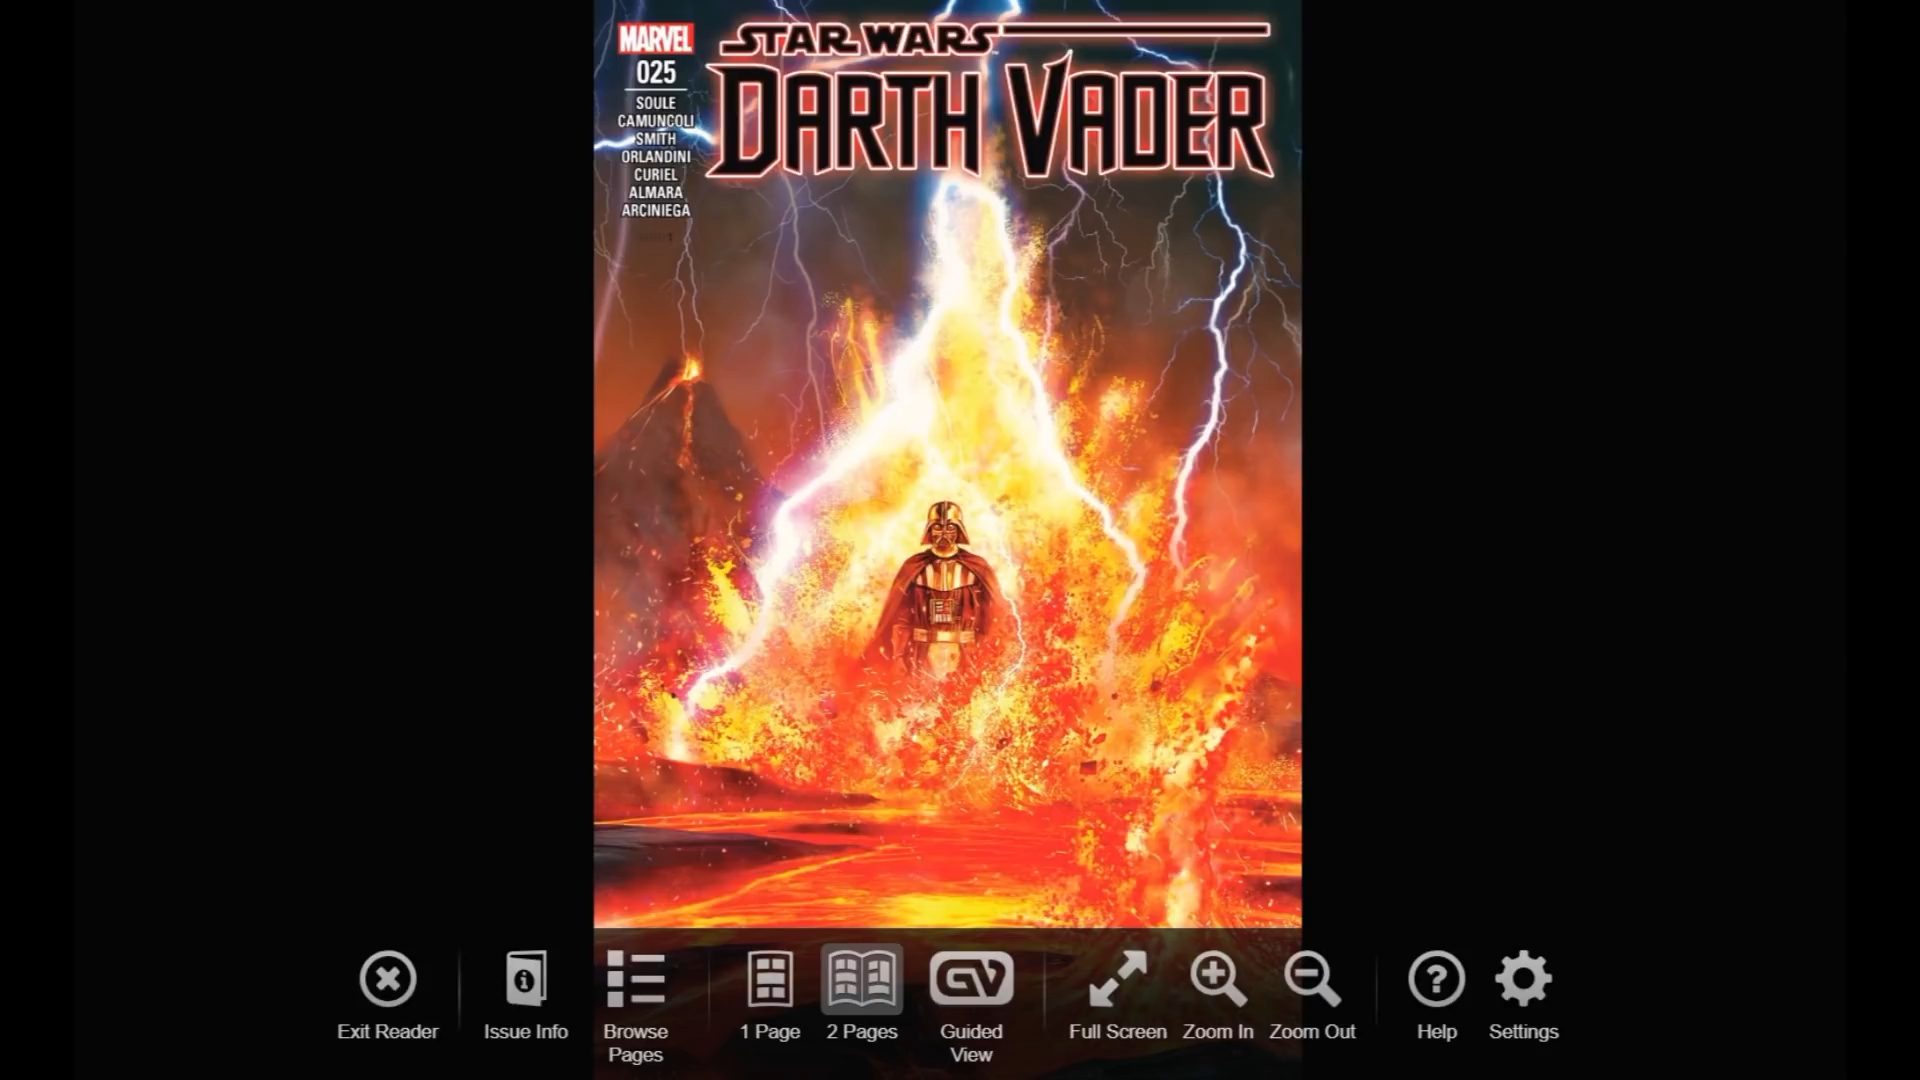 MARVEL
025
SOULE
CAMUNCOLI
SMITH
ORLANDINI
CURIEL
ALMARA
ARCINIEGA
STAR WARS
DARTH VADER
Exit Reader
Issue Info
Browse
Pages
1 Page
2 Pages
GV
Guided
View
Full Screen
Zoom In
Zoom Out
?
Help
Settings